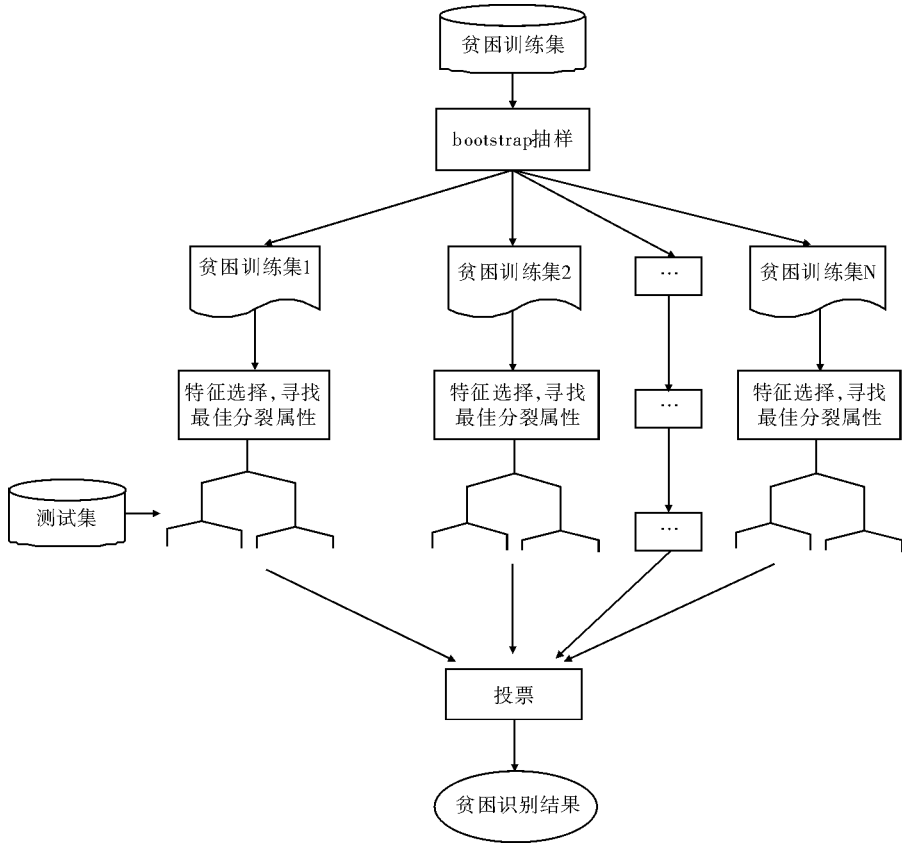 贫困训练集
bootstrap抽样
贫困训练集1
贫困训练集2
…
贫困训练集N
特征选择,寻找
最佳分裂属性
特征选择,寻找
最佳分裂属性
…
特征选择,寻找
最佳分裂属性
测试集
…
投票
贫困识别结果